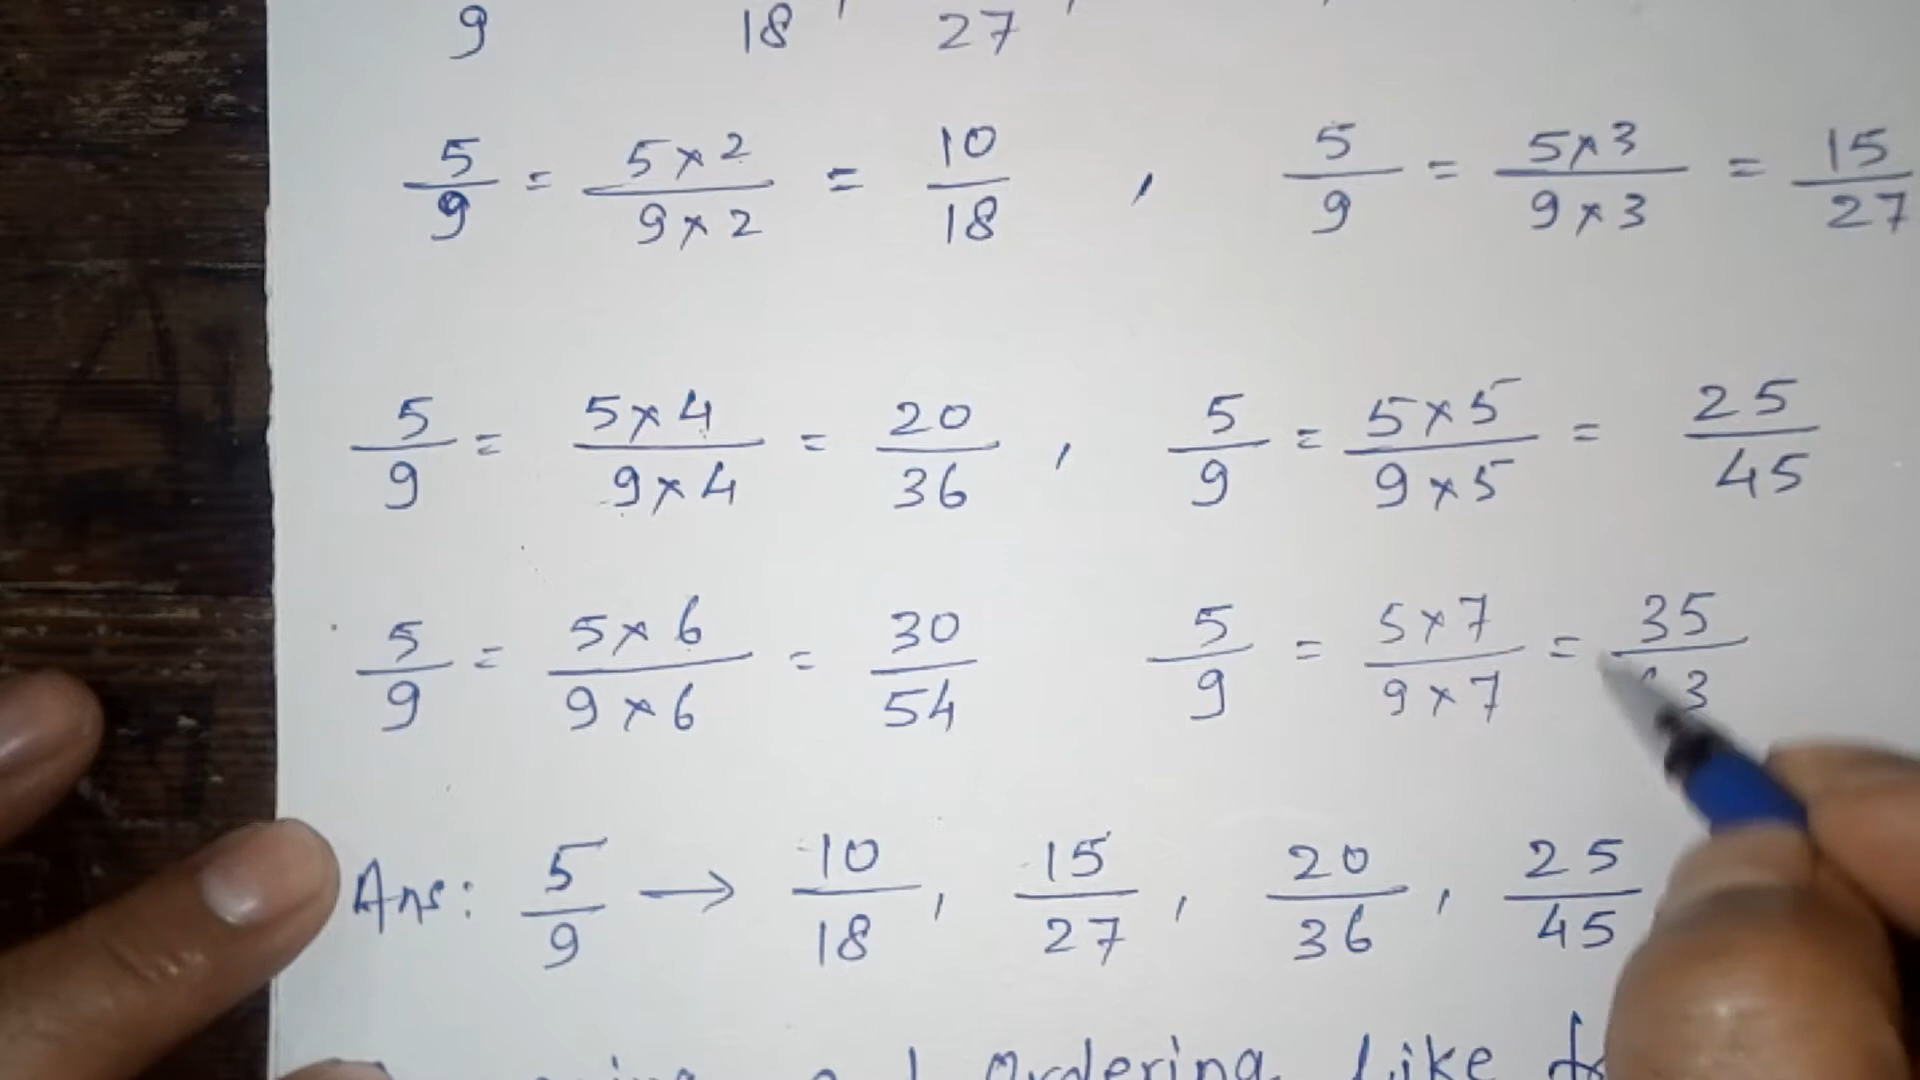 9 18 , 27 ,
5/9 = 5×2/9×2 = 10/18 , 5/9 = 5×3/9×3 = 15/27
5/9 = 5×4/9×4 = 20/36 , 5/9 = 5×5/9×5 = 25/45
5/9 = 5×6/9×6 = 30/54 5/9 = 5×7/9×7 = 35/63
Ans: 5/9 → 10/18 , 15/27 , 20/36 , 25/45
ordering like